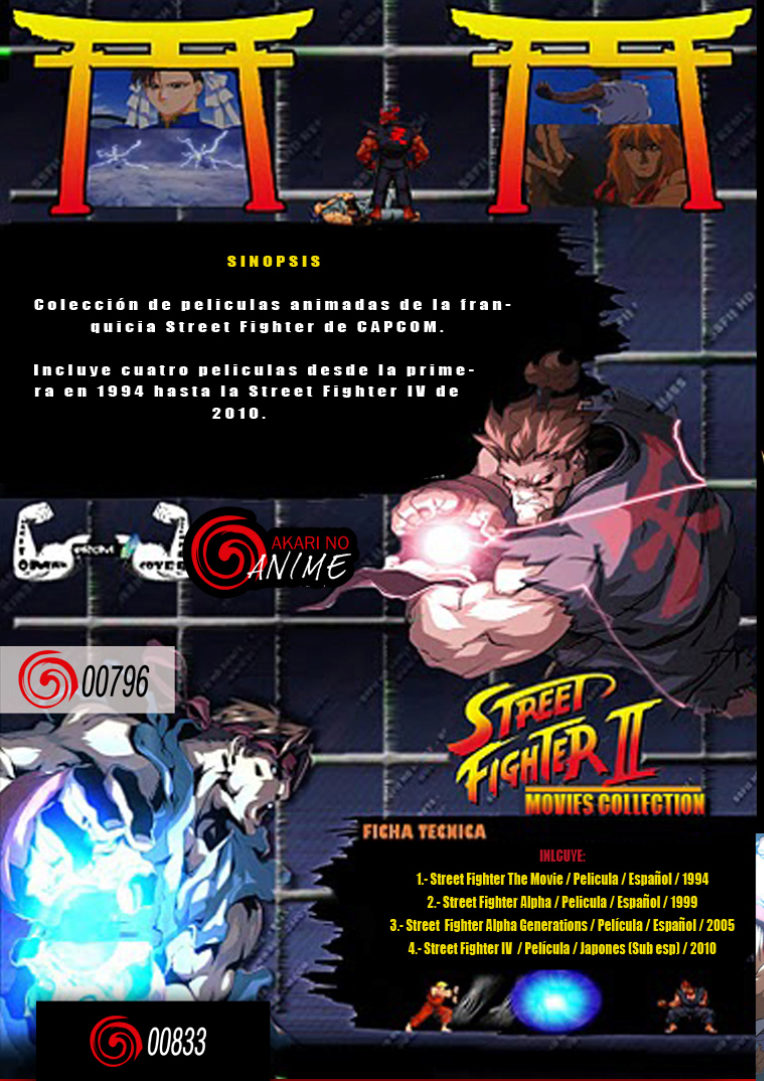 SINOPSIS
Colección de peliculas animadas de la fran-
quicia Street Fighter de CAPCOM.
Incluye cuatro peliculas desde la prime-
ra en 1994 hasta la Street Fighter IV de
2010.
AKARI NO
ANIME
00796
STREET
FIGHTER II
MOVIES COLLECTION
FICHA TECNICA
INLCUYE:
1.- Street Fighter The Movie / Pelicula / Español / 1994
2.- Street Fighter Alpha / Pelicula / Español / 1999
3.- Street Fighter Alpha Generations / Película / Español / 2005
4.- Street Fighter IV / Película / Japones (Sub esp) / 2010
00833